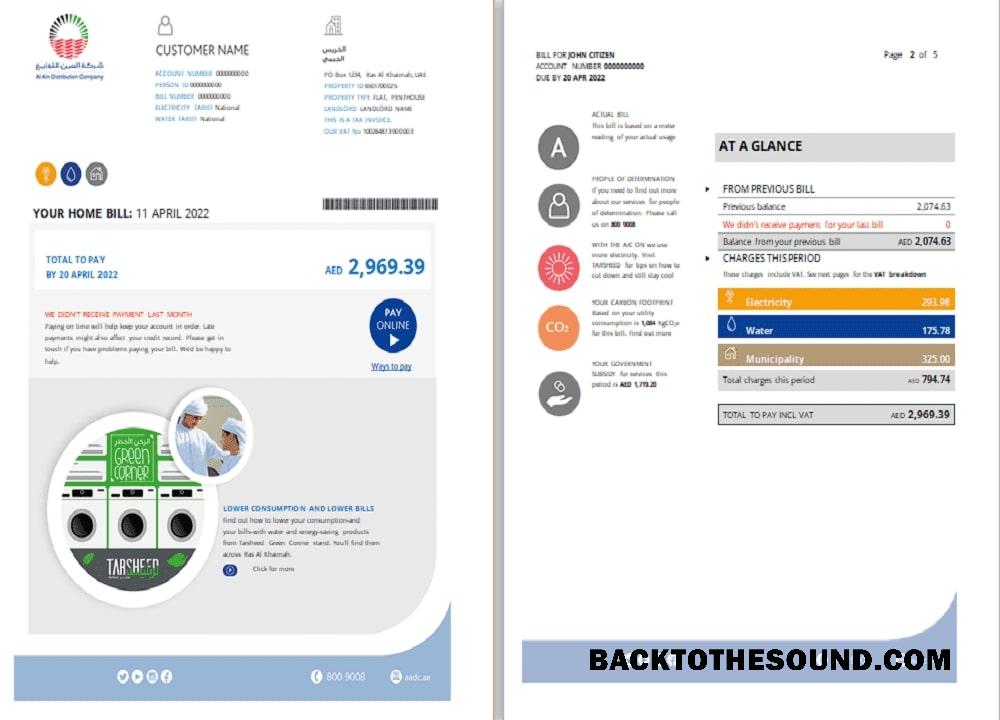 شركة العين للتوزيع
Al Ain Distribution Company
CUSTOMER NAME
ACCOUNT NUMBER 0000000000
PERSON ID 0000000000
BILL NUMBER 0000000000
ELECTRICITY TARIFF National
WATER TARIFF National
الخريس
الجيمي
PO Box 1234, Ras Al Khaimah, UAE
PROPERTY ID
PROPERTY TYPE FLAT, PENTHOUSE
LANDLORD LANDLORD NAME
THIS IS A TAX INVOICE.
OUR VAT No
YOUR HOME BILL: 11 APRIL 2022
TOTAL TO PAY
BY 20 APRIL 2022
AED 2,969.39
WE DIDN'T RECEIVE PAYMENT LAST MONTH
Paying on time will help keep your account in order. Late
payments might also affect your credit record. Please get in
touch if you have problems paying your bill. We'd be happy to
help.
PAY
ONLINE
Ways to pay
الركن الأخضر
GREEN
CORNER
TARSHEED
ترشيد
LOWER CONSUMPTION AND LOWER BILLS
Find out how to lower your consumption-and
your bills-with water and energy-saving products
from Tarsheed Green Corner stand. You'll find them
across Ras Al Khaimah.
Click for more
800 9008
aadc.ae
BILL FOR JOHN CITIZEN
ACCOUNT NUMBER 0000000000
DUE BY 20 APR 2022
Page 2 of 5
A
ACTUAL BILL
This bill is based on a meter
reading of your actual usage
PEOPLE OF DETERMINATION
If you need to find out more
about our services for people
of determination. Please call
us on 800 9008
WITH THE A/C ON we use
more electricity. Visit
TARSHEED for tips on how to
cut down and still stay cool
CO₂
YOUR CARBON FOOTPRINT
Based on your utility
consumption is 1,084 KgCO₂e
for this bill. Find out more
YOUR GOVERNMENT
SUBSIDY for services this
period is AED 1,713.20
AT A GLANCE
FROM PREVIOUS BILL
Previous balance 2,074.63
We didn't receive payment for your last bill 0
Balance from your previous bill AED 2,074.63
CHARGES THIS PERIOD
These charges include VAT. See next pages for the VAT breakdown
Electricity 293.98
Water 175.78
Municipality 325.00
Total charges this period AED 794.74
TOTAL TO PAY INCL VAT AED 2,969.39
BACKTOTHESOUND.COM